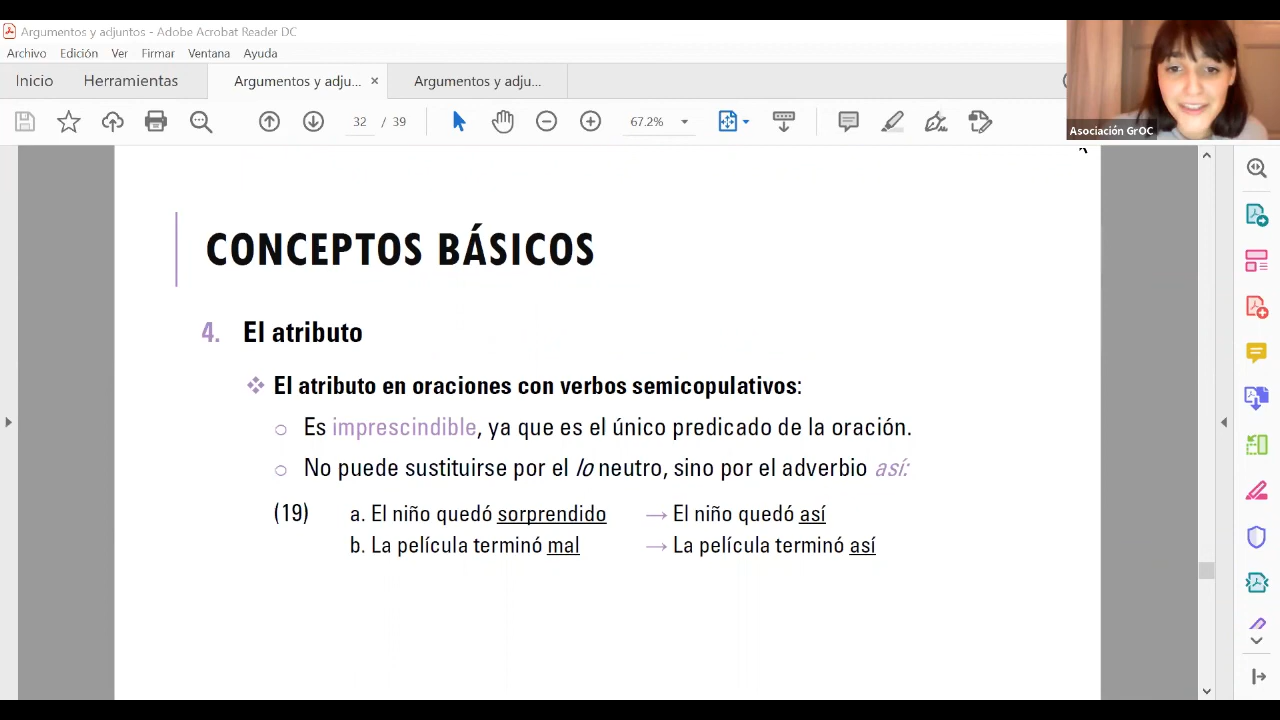 Argumentos y adjuntos - Adobe Acrobat Reader DC
Archivo Edición Ver Firmar Ventana Ayuda
Inicio Herramientas Argumentos y adju... × Argumentos y adju...
32 / 39 67.2%
Asociación GrOC
CONCEPTOS BÁSICOS
4. El atributo
❖ El atributo en oraciones con verbos semicopulativos:
○ Es imprescindible, ya que es el único predicado de la oración.
○ No puede sustituirse por el lo neutro, sino por el adverbio así:
(19) a. El niño quedó sorprendido → El niño quedó así
b. La película terminó mal → La película terminó así